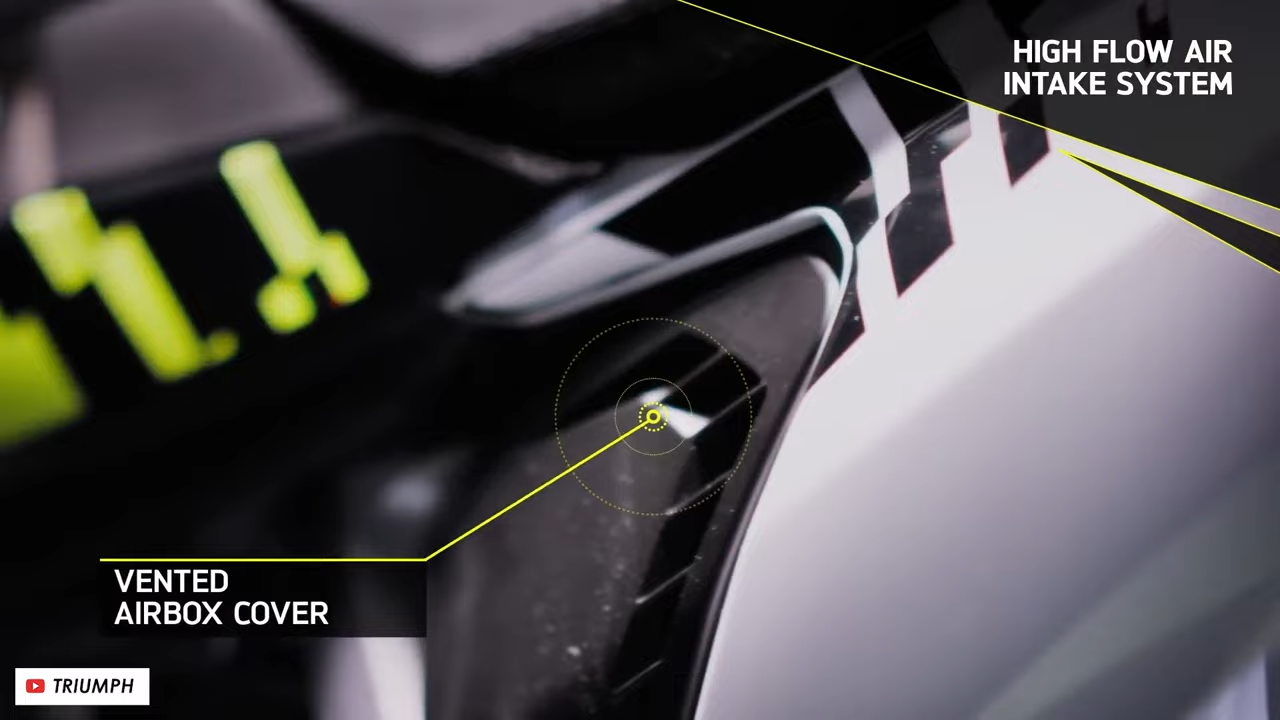 HIGH FLOW AIR
INTAKE SYSTEM
VENTED
AIRBOX COVER
TRIUMPH